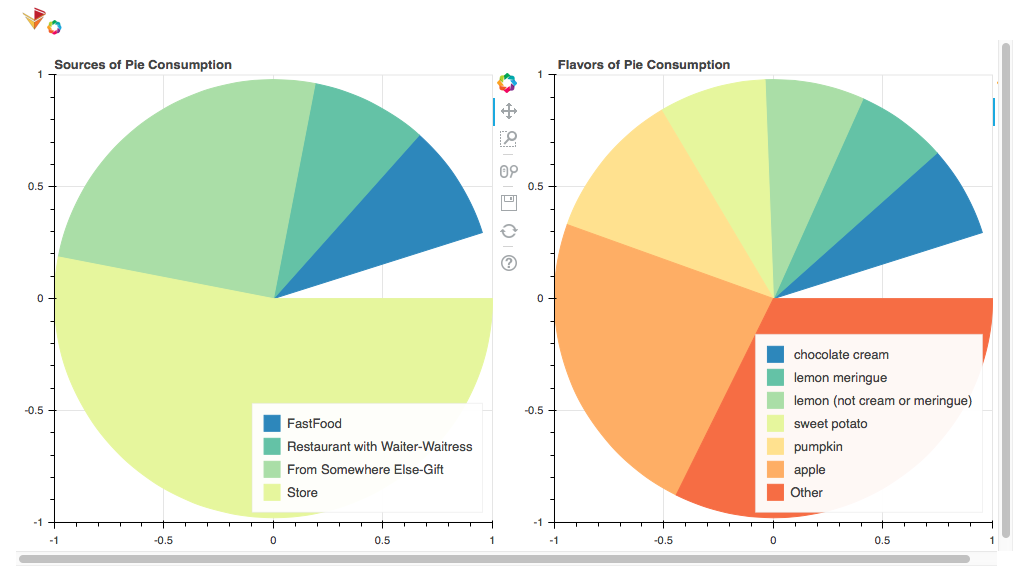 Sources of Pie Consumption
1
0.5
0
-0.5
-1
-1 -0.5 0 0.5 1
FastFood
Restaurant with Waiter-Waitress
From Somewhere Else-Gift
Store
?
Flavors of Pie Consumption
1
0.5
0
-0.5
-1
-1 -0.5 0 0.5 1
chocolate cream
lemon meringue
lemon (not cream or meringue)
sweet potato
pumpkin
apple
Other